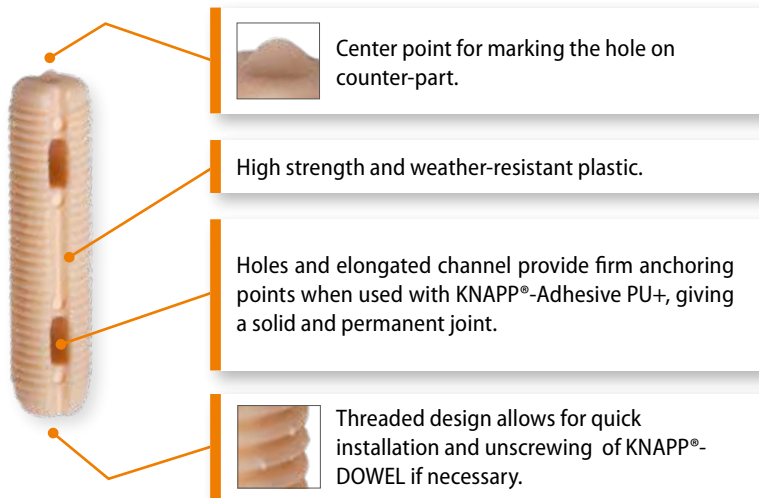 Center point for marking the hole on
counter-part.
High strength and weather-resistant plastic.
Holes and elongated channel provide firm anchoring
points when used with KNAPP®-Adhesive PU+, giving
a solid and permanent joint.
Threaded design allows for quick
installation and unscrewing of KNAPP®-
DOWEL if necessary.